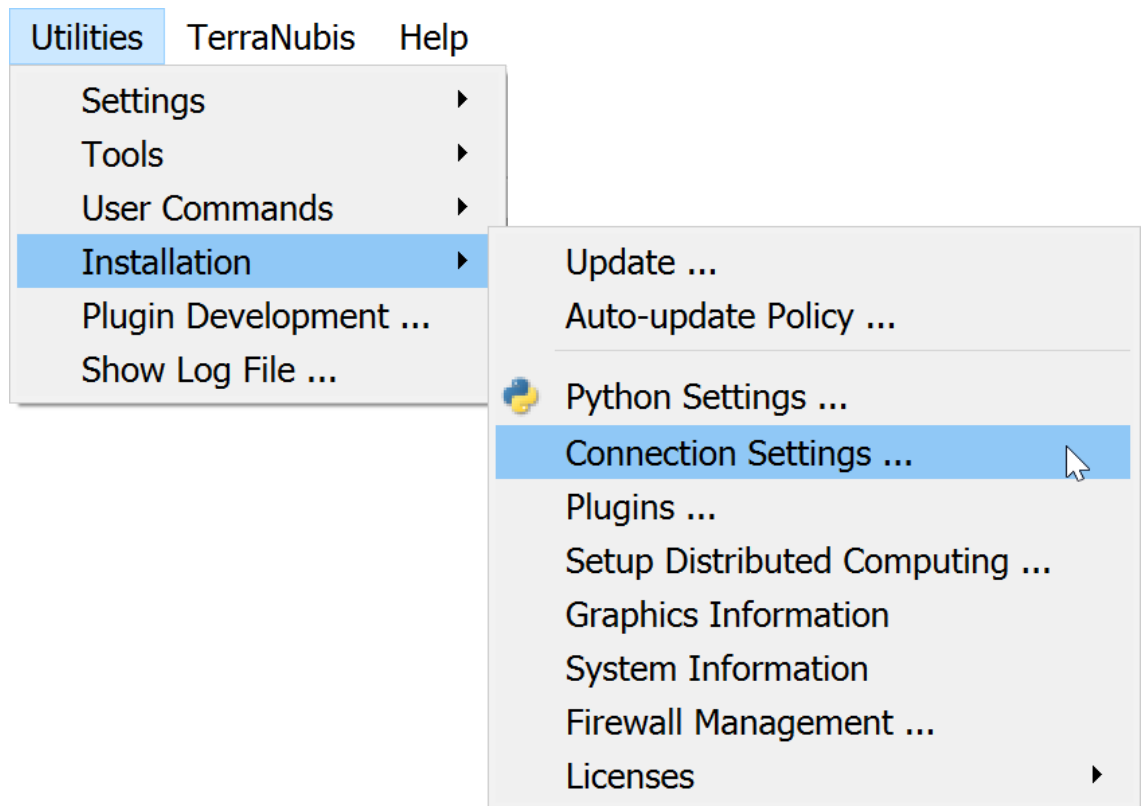 Utilities TerraNubis Help
Settings
Tools
User Commands
Installation
Plugin Development ...
Show Log File ...
Update ...
Auto-update Policy ...
Python Settings ...
Connection Settings ...
Plugins ...
Setup Distributed Computing ...
Graphics Information
System Information
Firewall Management ...
Licenses